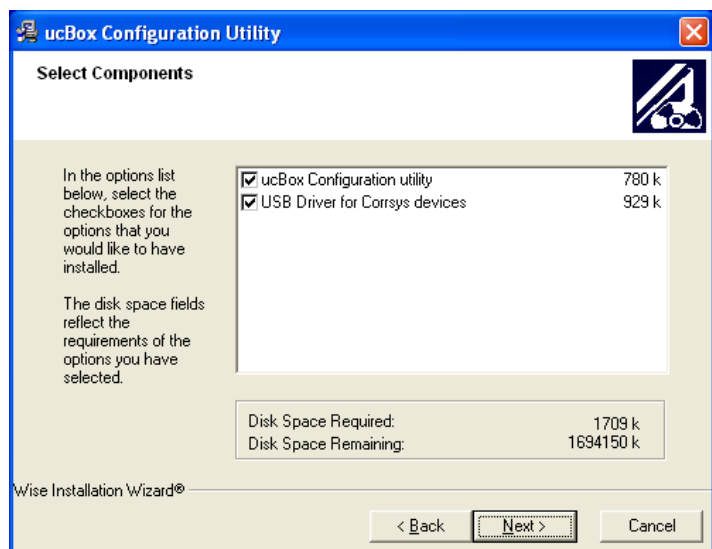 ucBox Configuration Utility
Select Components
In the options list
below, select the
checkboxes for the
options that you
would like to have
installed.
The disk space fields
reflect the
requirements of the
options you have
selected.
ucBox Configuration utility 780 k
USB Driver for Corrsys devices 929 k
Disk Space Required: 1709 k
Disk Space Remaining: 1694150 k
Wise Installation Wizard®
< Back Next > Cancel